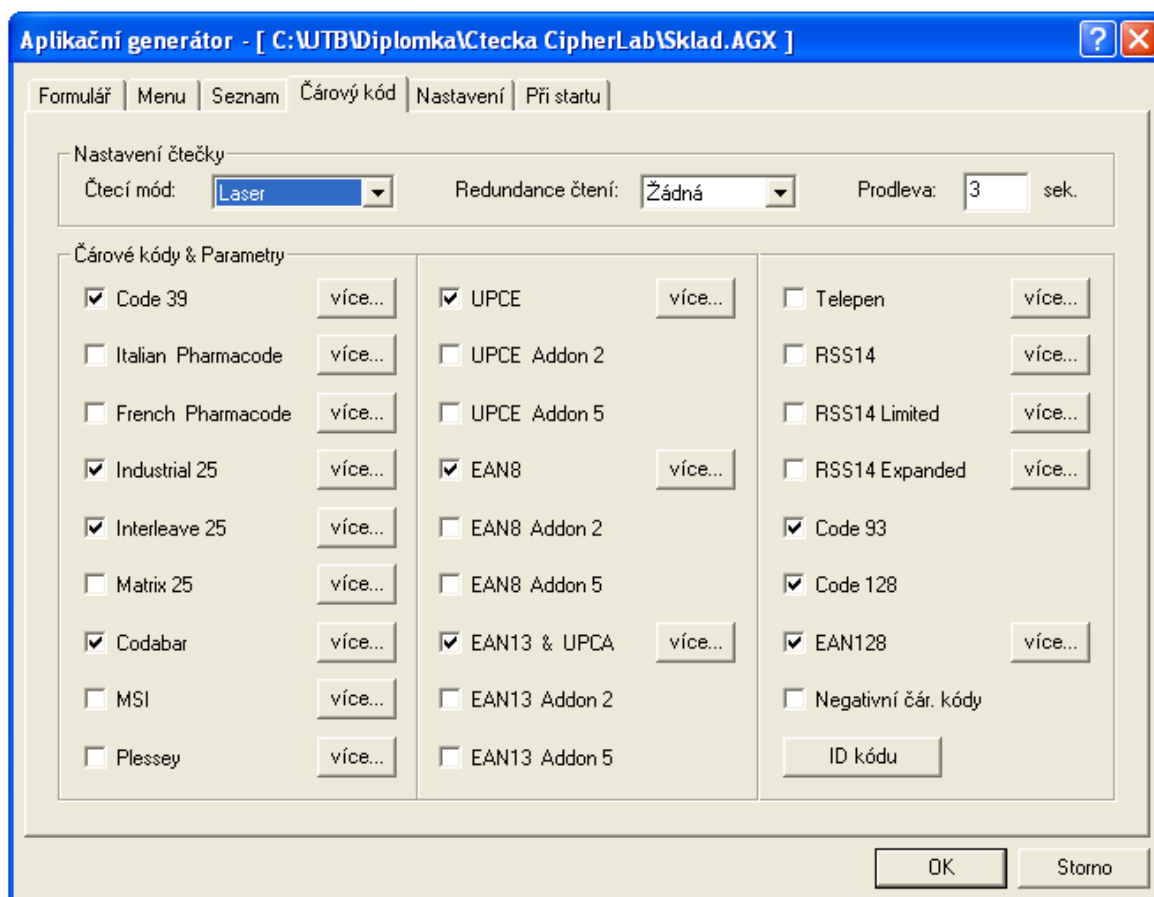 Aplikační generátor - [ C:\UTB\Diplomka\Ctecka CipherLab\Sklad.AGX ]
Formulář Menu Seznam Čárový kód Nastavení Při startu
Nastavení čtečky
Čtecí mód: Laser Redundance čtení: Žádná Prodleva: 3 sek.
Čárové kódy & Parametry
Code 39 více... UPCE více... Telepen více...
Italian Pharmacode více... UPCE Addon 2 RSS14 více...
French Pharmacode více... UPCE Addon 5 RSS14 Limited více...
Industrial 25 více... EAN8 více... RSS14 Expanded více...
Interleave 25 více... EAN8 Addon 2 Code 93
Matrix 25 více... EAN8 Addon 5 Code 128
Codabar více... EAN13 & UPCA více... EAN128 více...
MSI více... EAN13 Addon 2 Negativní čár. kódy
Plessey více... EAN13 Addon 5 ID kódu
OK Storno